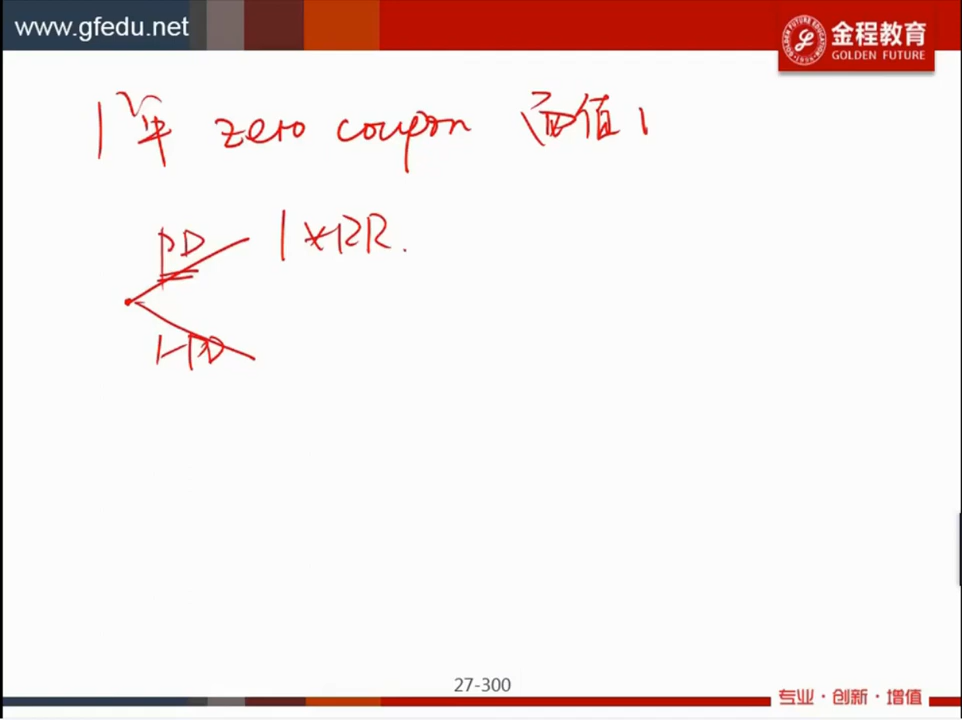 www.gfedu.net
金程教育
GOLDEN FUTURE
1年 zero coupon 面值1
PD
1*RR.
1-PD
27-300
专业·创新·增值